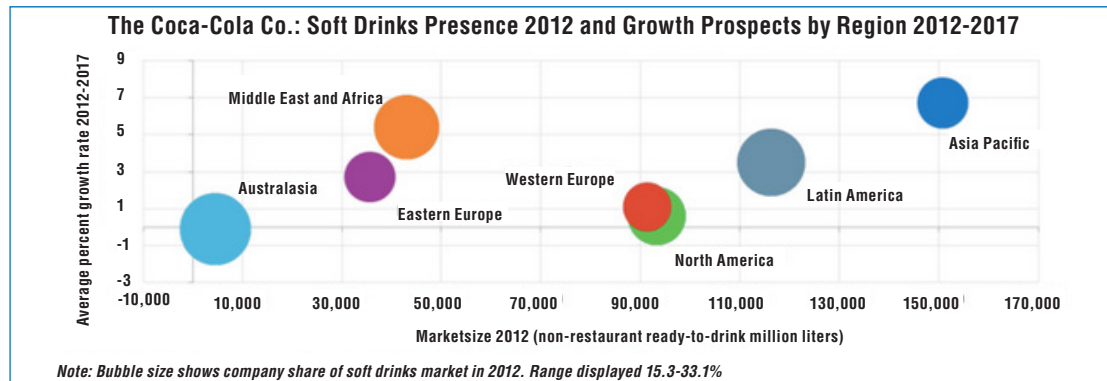 The Coca-Cola Co.: Soft Drinks Presence 2012 and Growth Prospects by Region 2012-2017
Average percent growth rate 2012-2017
9
7
5
3
1
-1
-3
Middle East and Africa
Australasia
Eastern Europe
Western Europe
North America
Latin America
Asia Pacific
-10,000 10,000 30,000 50,000 70,000 90,000 110,000 130,000 150,000 170,000
Marketsize 2012 (non-restaurant ready-to-drink million liters)
Note: Bubble size shows company share of soft drinks market in 2012. Range displayed 15.3-33.1%